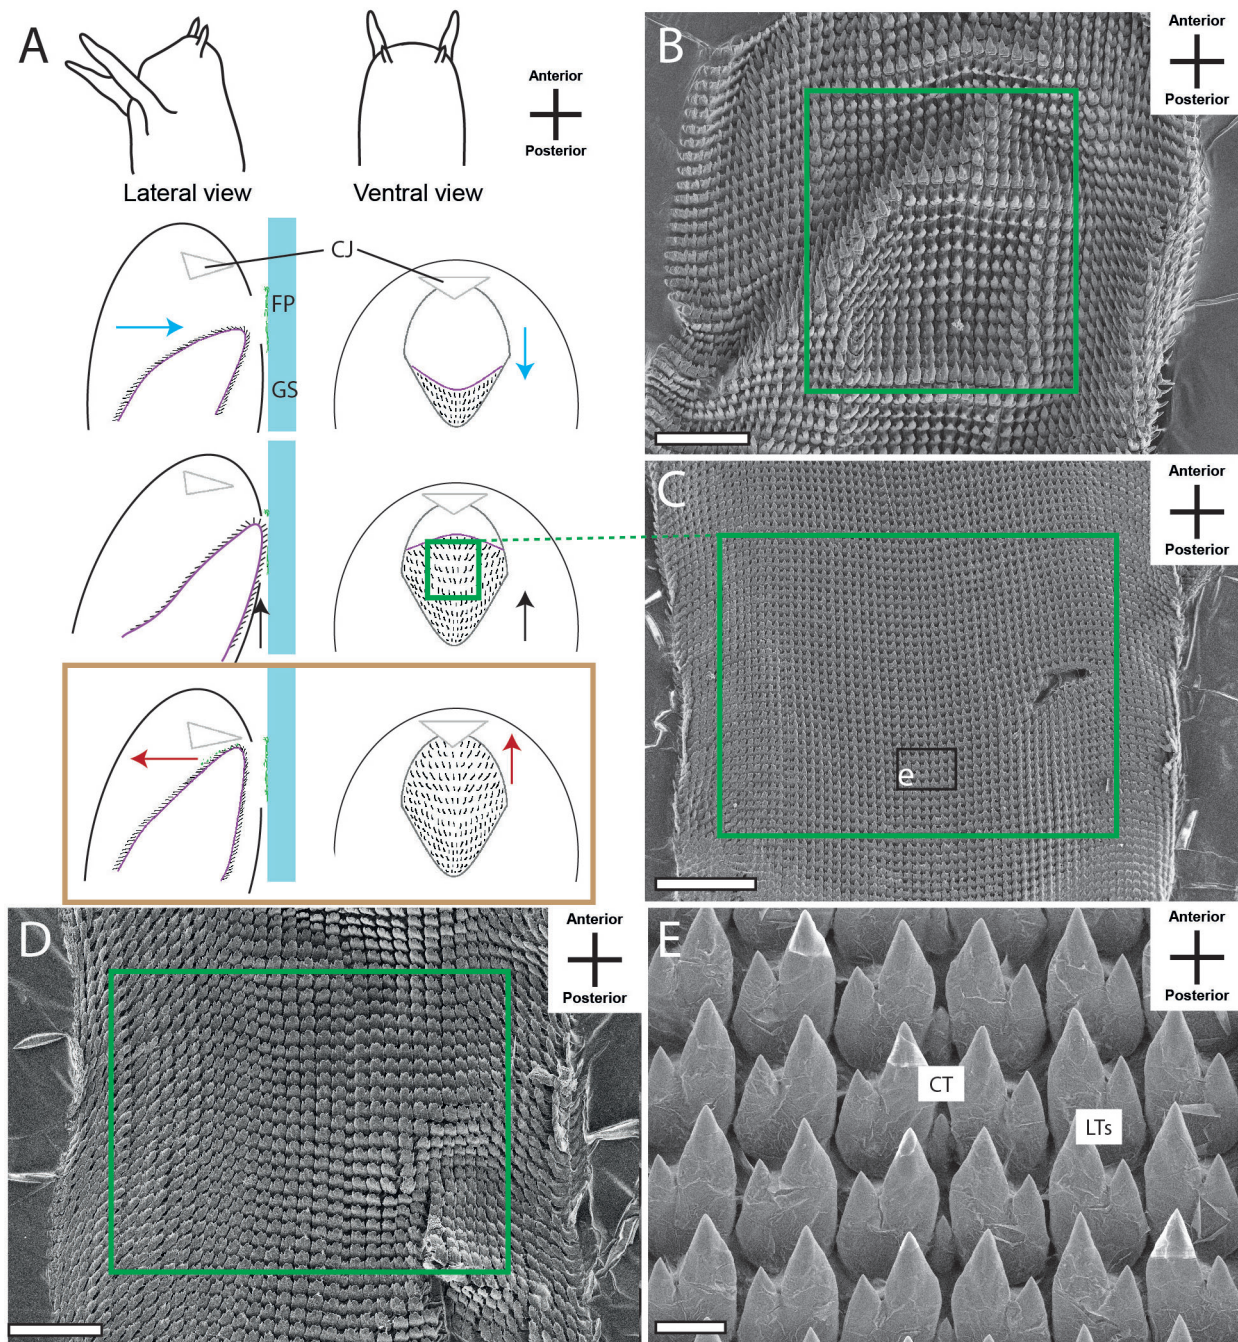 A
Anterior
Posterior
Lateral view
Ventral view
CJ
FP
GS
B
Anterior
Posterior
C
Anterior
Posterior
e
D
Anterior
Posterior
E
Anterior
Posterior
CT
LTs